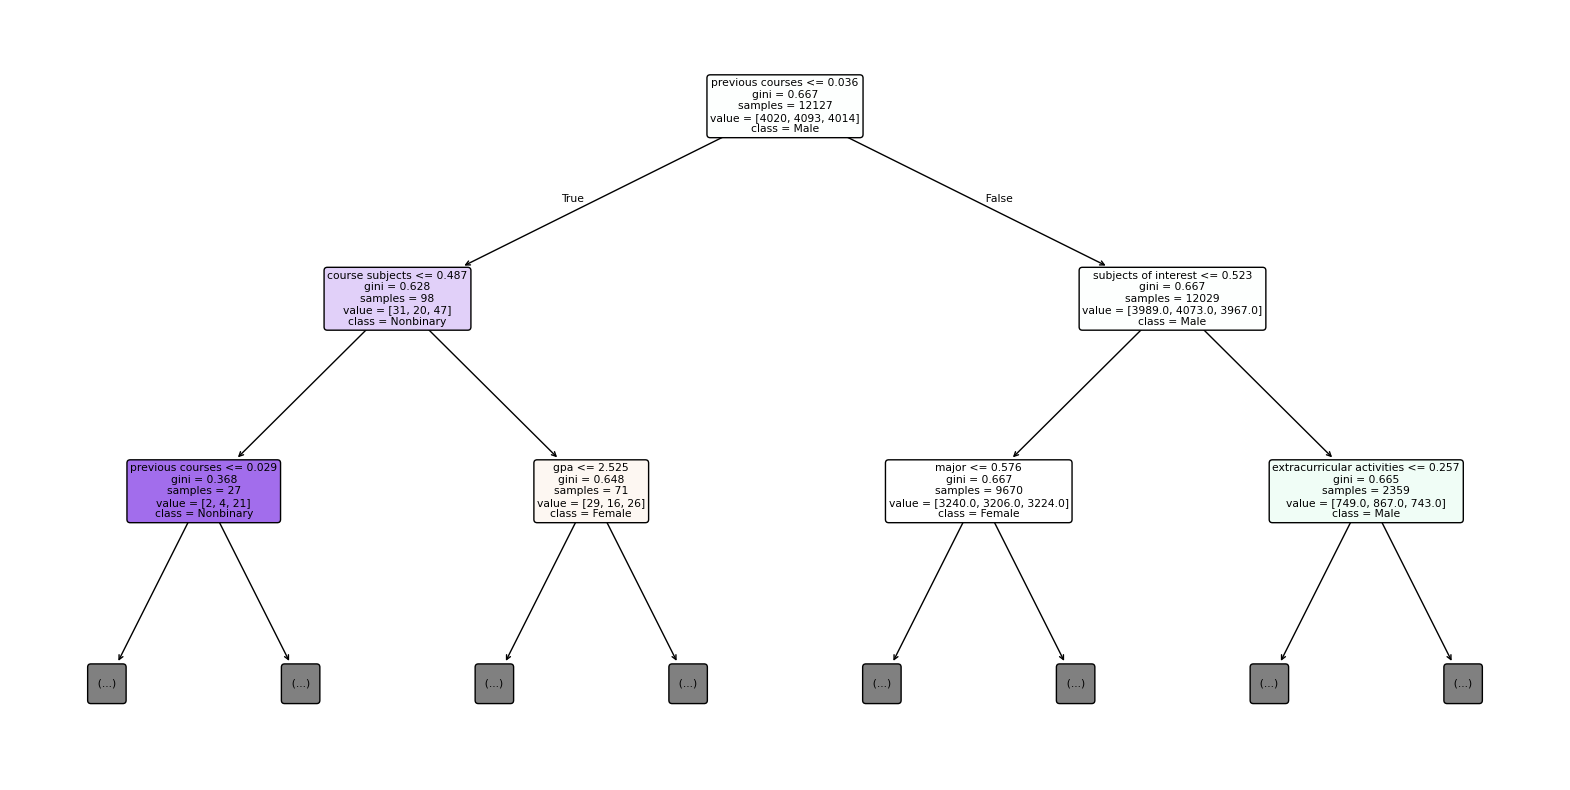 previous courses <= 0.036
gini = 0.667
samples = 12127
value = [4020, 4093, 4014]
class = Male
True
False
course subjects <= 0.487
gini = 0.628
samples = 98
value = [31, 20, 47]
class = Nonbinary
subjects of interest <= 0.523
gini = 0.667
samples = 12029
value = [3989.0, 4073.0, 3967.0]
class = Male
previous courses <= 0.029
gini = 0.368
samples = 27
value = [2, 4, 21]
class = Nonbinary
gpa <= 2.525
gini = 0.648
samples = 71
value = [29, 16, 26]
class = Female
major <= 0.576
gini = 0.667
samples = 9670
value = [3240.0, 3206.0, 3224.0]
class = Female
extracurricular activities <= 0.257
gini = 0.665
samples = 2359
value = [749.0, 867.0, 743.0]
class = Male
(...)
(...)
(...)
(...)
(...)
(...)
(...)
(...)